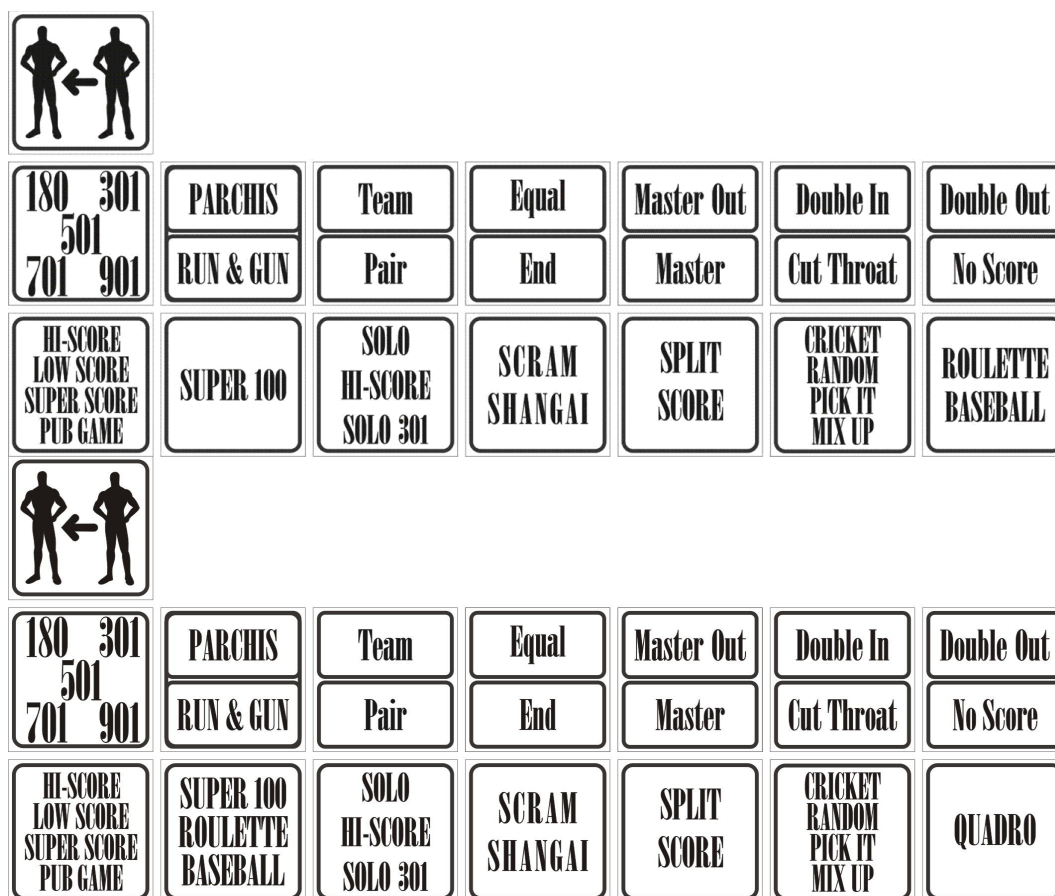 180 301
501
701 901
PARCHIS
RUN & GUN
Team
Pair
Equal
End
Master Out
Master
Double In
Cut Throat
Double Out
No Score
HI-SCORE
LOW SCORE
SUPER SCORE
PUB GAME
SUPER 100
SOLO
HI-SCORE
SOLO 301
SCRAM
SHANGAI
SPLIT
SCORE
CRICKET
RANDOM
PICK IT
MIX UP
ROULETTE
BASEBALL
180 301
501
701 901
PARCHIS
RUN & GUN
Team
Pair
Equal
End
Master Out
Master
Double In
Cut Throat
Double Out
No Score
HI-SCORE
LOW SCORE
SUPER SCORE
PUB GAME
SUPER 100
ROULETTE
BASEBALL
SOLO
HI-SCORE
SOLO 301
SCRAM
SHANGAI
SPLIT
SCORE
CRICKET
RANDOM
PICK IT
MIX UP
QUADRO